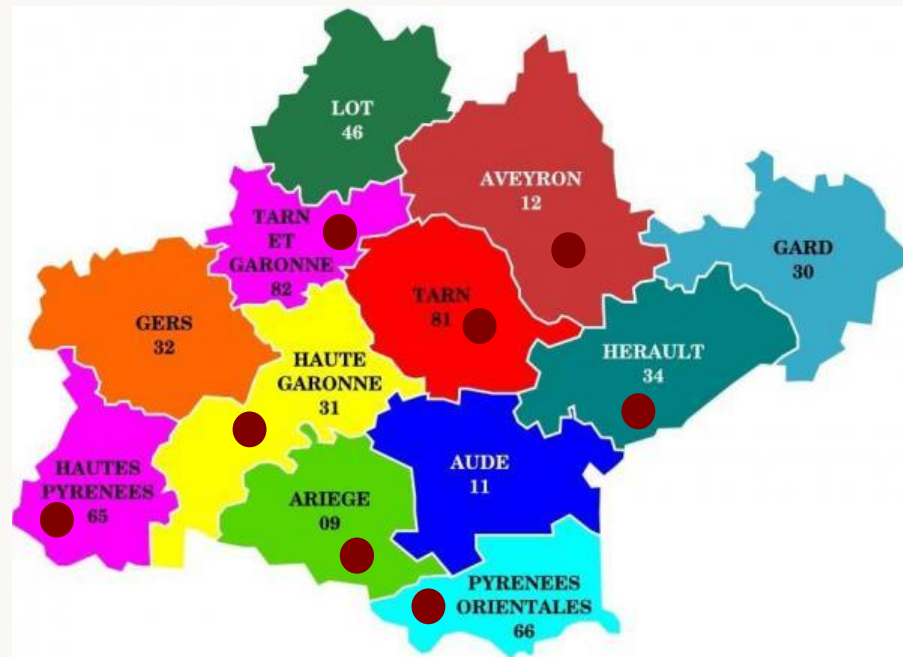 LOT
46
AVEYRON
12
TARN
ET
GARONNE
82
GARD
30
TARN
81
GERS
32
HERAULT
34
HAUTE
GARONNE
31
HAUTES
PYRENEES
65
AUDE
11
ARIEGE
09
PYRENEES
ORIENTALES
66